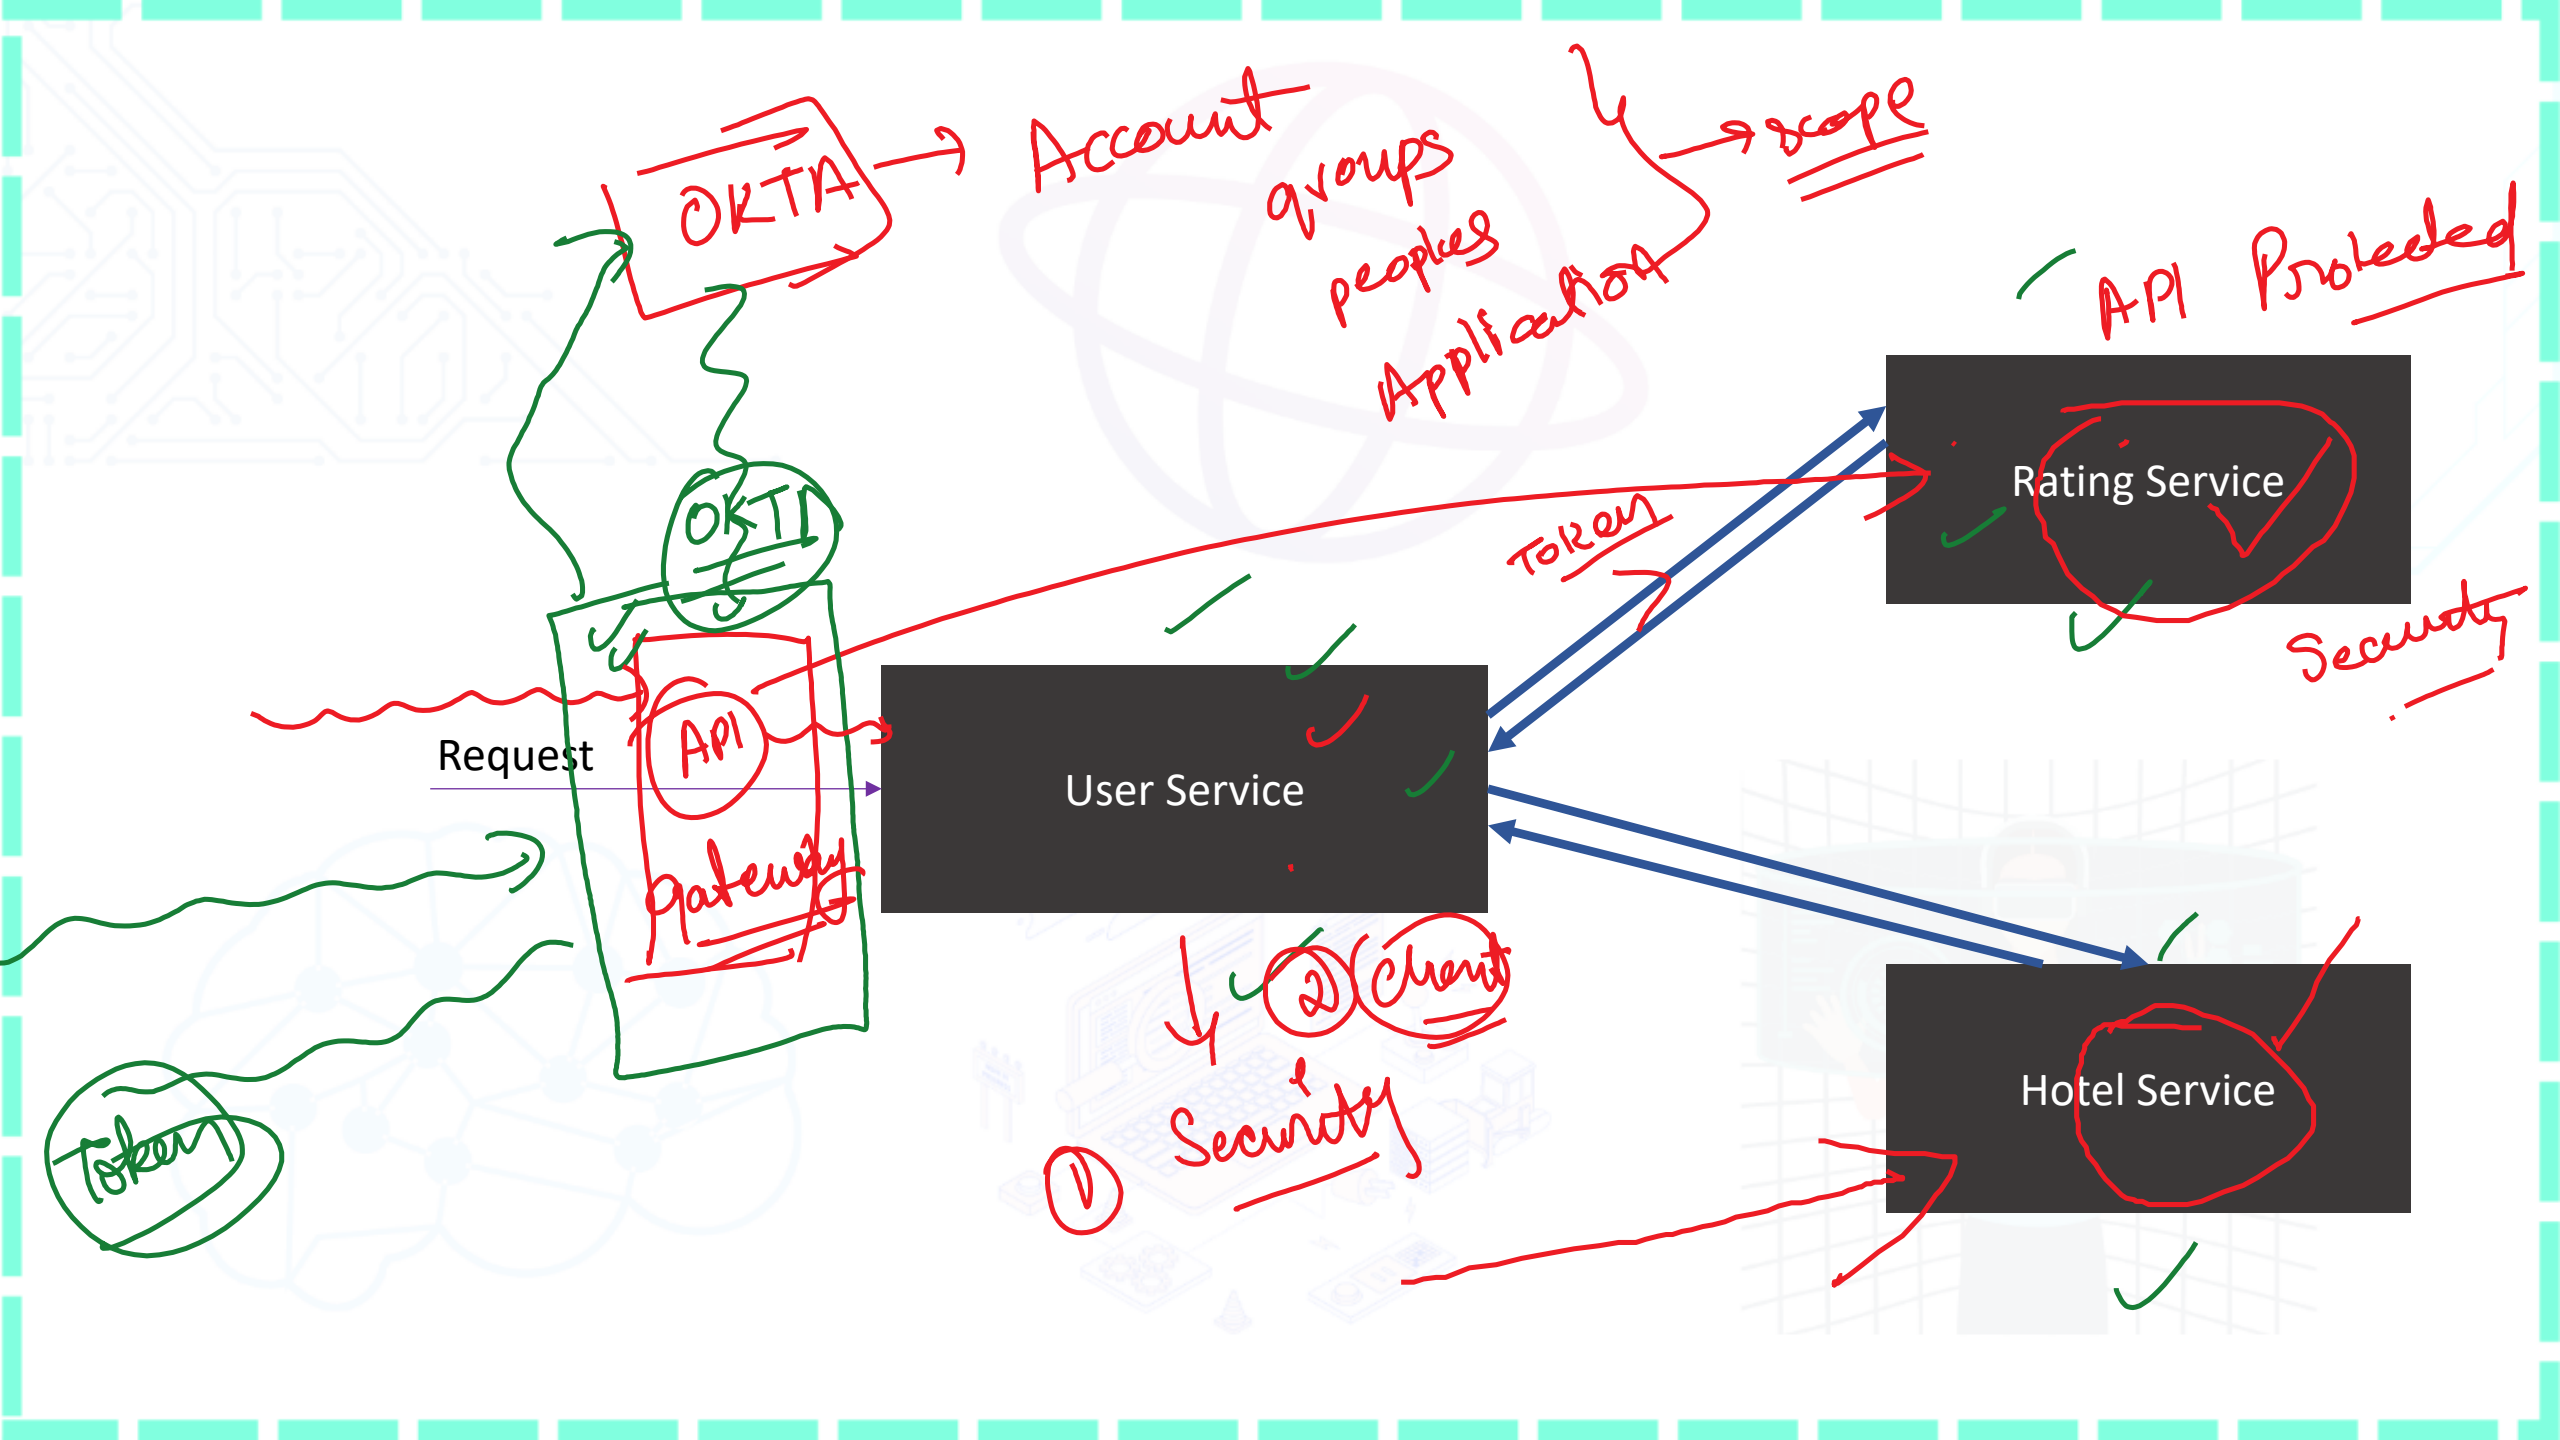 OKTA
Account
groups
peoples
Application
scope
API Protected
OKTA
Token
Rating Service
Security
API
Request
User Service
gateway
2 Client
Security
1
Token
Hotel Service